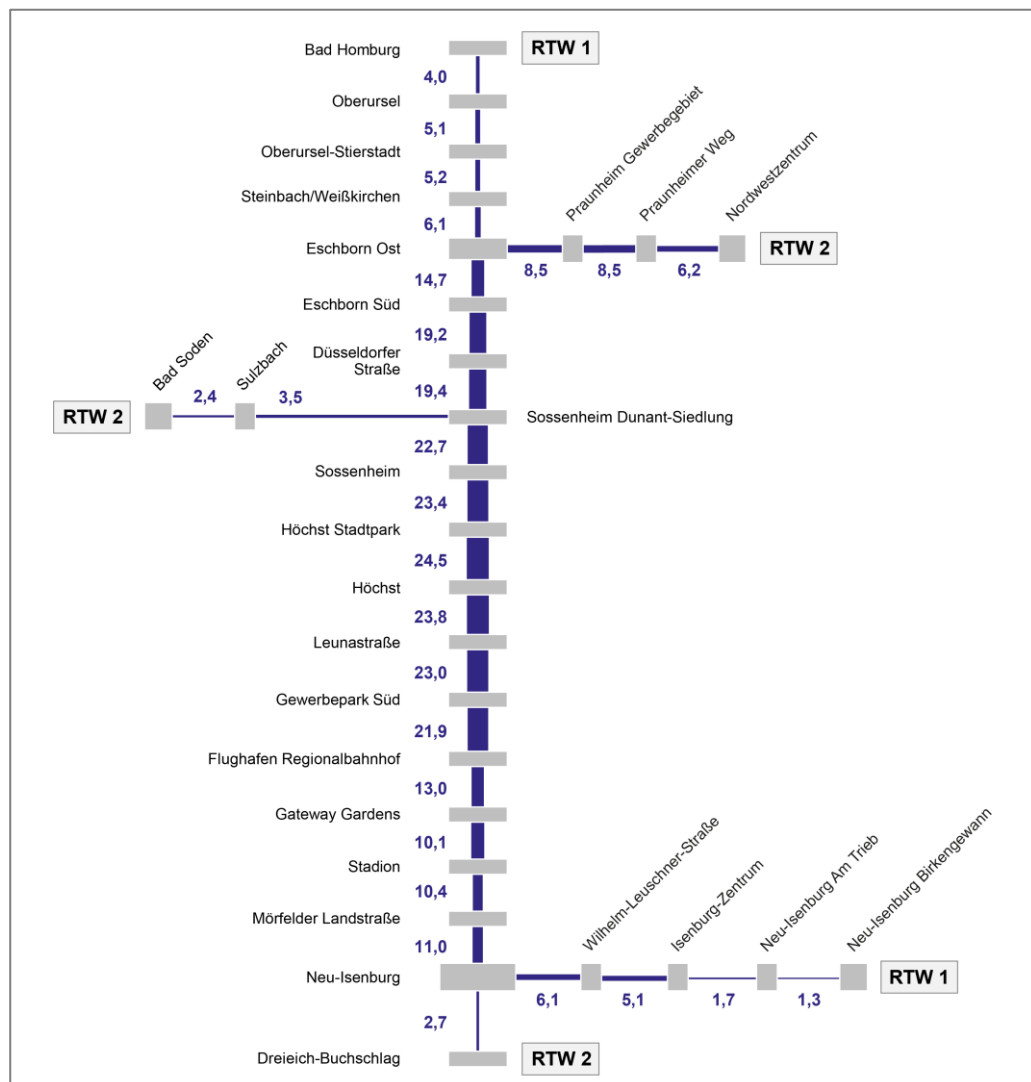 Bad Homburg
RTW 1
4,0
Oberursel
5,1
Oberursel-Stierstadt
5,2
Steinbach/Weißkirchen
6,1
Praunheim Gewerbegebiet
Praunheimer Weg
Nordwestzentrum
Eschborn Ost
RTW 2
8,5
8,5
6,2
14,7
Eschborn Süd
19,2
Düsseldorfer
Straße
19,4
Bad Soden
Sulzbach
2,4
3,5
RTW 2
Sossenheim Dunant-Siedlung
22,7
Sossenheim
23,4
Höchst Stadtpark
24,5
Höchst
23,8
Leunastraße
23,0
Gewerbepark Süd
21,9
Flughafen Regionalbahnhof
13,0
Gateway Gardens
10,1
Stadion
10,4
Mörfelder Landstraße
11,0
Wilhelm-Leuschner-Straße
Isenburg-Zentrum
Neu-Isenburg Am Trieb
Neu-Isenburg Birkengewann
Neu-Isenburg
RTW 1
6,1
5,1
1,7
1,3
2,7
Dreieich-Buchschlag
RTW 2